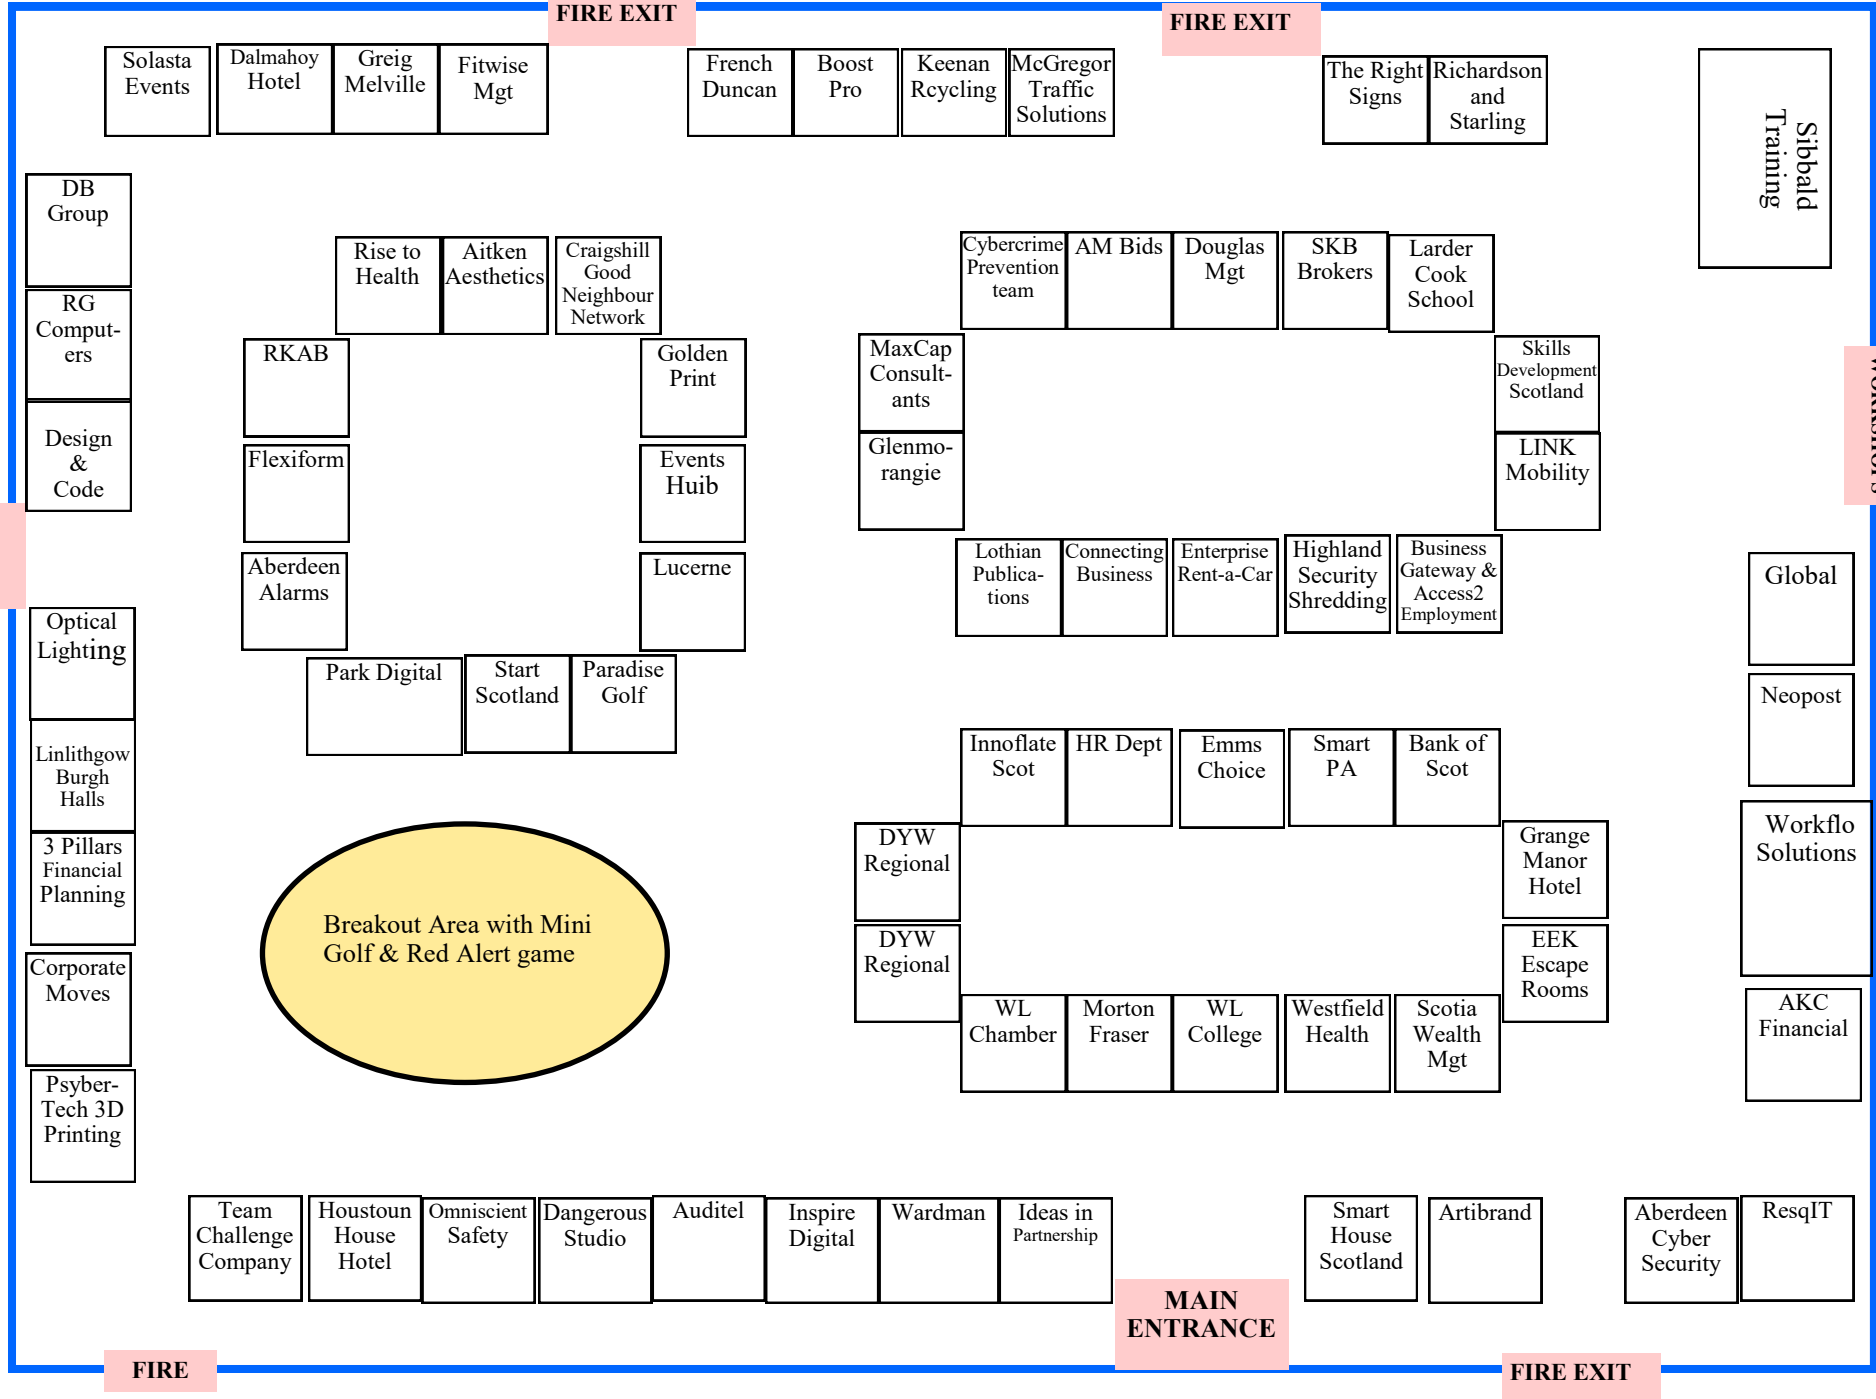 FIRE EXIT
FIRE EXIT
Solasta
Events
Dalmahoy
Hotel
Greig
Melville
Fitwise
Mgt
French
Duncan
Boost
Pro
Keenan
Rcycling
McGregor
Traffic
Solutions
The Right
Signs
Richardson
and
Starling
Sibbald
Training
DB
Group
RG
Comput-
ers
Design
&
Code
Rise to
Health
Aitken
Aesthetics
Craigshill
Good
Neighbour
Network
RKAB
Golden
Print
Flexiform
Events
Huib
Aberdeen
Alarms
Lucerne
Park Digital
Start
Scotland
Paradise
Golf
Cybercrime
Prevention
team
AM Bids
Douglas
Mgt
SKB
Brokers
Larder
Cook
School
MaxCap
Consult-
ants
Skills
Development
Scotland
Glenmo-
rangie
LINK
Mobility
Lothian
Publica-
tions
Connecting
Business
Enterprise
Rent-a-Car
Highland
Security
Shredding
Business
Gateway &
Access2
Employment
WORKSHOPS
Global
Neopost
Workflo
Solutions
AKC
Financial
Optical
Lighting
Linlithgow
Burgh
Halls
3 Pillars
Financial
Planning
Corporate
Moves
Psyber-
Tech 3D
Printing
Breakout Area with Mini
Golf & Red Alert game
Innoflate
Scot
HR Dept
Emms
Choice
Smart
PA
Bank of
Scot
DYW
Regional
Grange
Manor
Hotel
DYW
Regional
EEK
Escape
Rooms
WL
Chamber
Morton
Fraser
WL
College
Westfield
Health
Scotia
Wealth
Mgt
Team
Challenge
Company
Houstoun
House
Hotel
Omniscient
Safety
Dangerous
Studio
Auditel
Inspire
Digital
Wardman
Ideas in
Partnership
Smart
House
Scotland
Artibrand
Aberdeen
Cyber
Security
ResqIT
MAIN
ENTRANCE
FIRE
FIRE EXIT